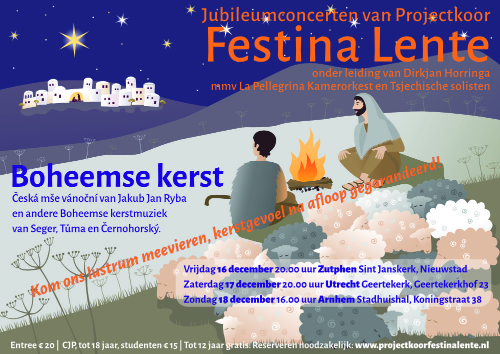 Jubileumconcerten van Projectkoor
Festina Lente
onder leiding van Dirkjan Horringa
mmv La Pellegrina Kamerorkest en Tsjechische solisten
Boheemse kerst
Česká mše vánoční van Jakub Jan Ryba
en andere Boheemse kerstmuziek
van Seger, Tůma en Černohorský.
Kom ons lustrum meevieren, kerstgevoel na afloop gegarandeerd!
Vrijdag 16 december 20.00 uur Zutphen Sint Janskerk, Nieuwstad
Zaterdag 17 december 20.00 uur Utrecht Geertekerk, Geertekerkhof 23
Zondag 18 december 16.00 uur Arnhem Stadhuishal, Koningstraat 38
Entree € 20 | CJP, tot 18 jaar, studenten € 15 | Tot 12 jaar gratis. Reserveren noodzakelijk: www.projectkoorfestinalente.nl